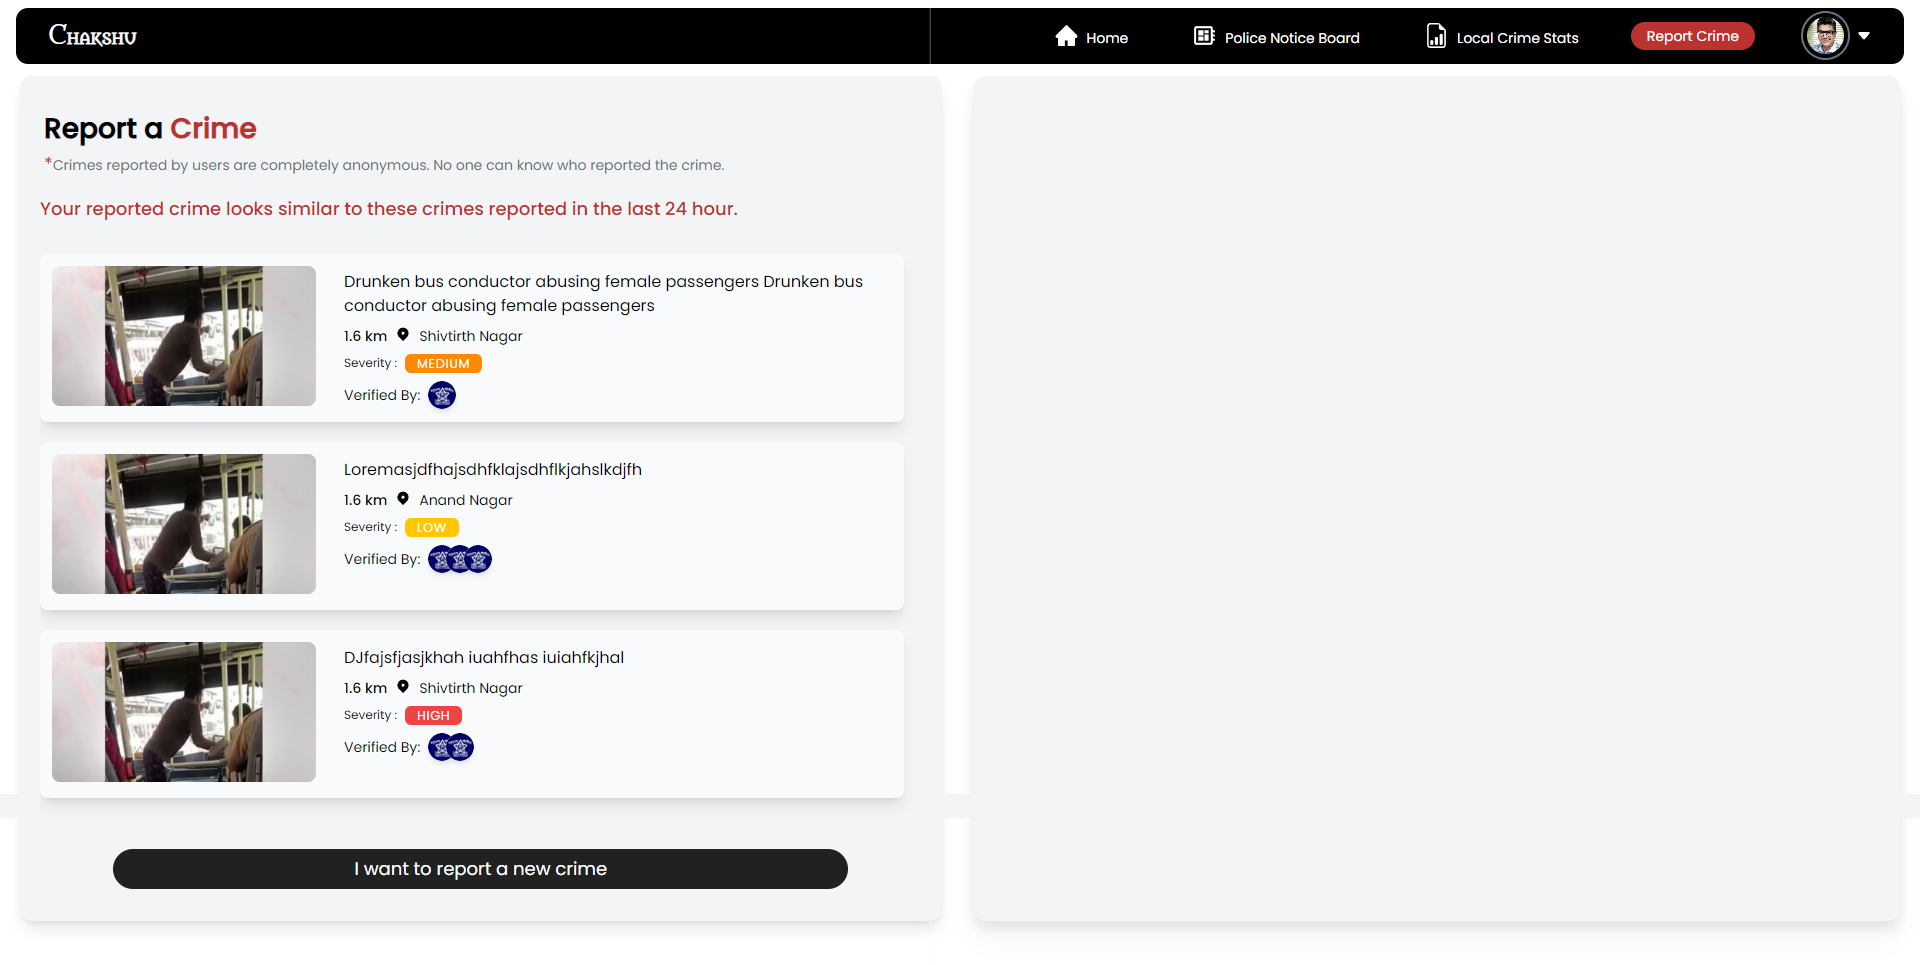 Chakshu
Home
Police Notice Board
Local Crime Stats
Report Crime
Report a Crime
*Crimes reported by users are completely anonymous. No one can know who reported the crime.
Your reported crime looks similar to these crimes reported in the last 24 hour.
Drunken bus conductor abusing female passengers Drunken bus
conductor abusing female passengers
1.6 km Shivtirth Nagar
Severity : MEDIUM
Verified By:
Loremasjdfhajsdhfklajsdhflkjahslkdjfh
1.6 km Anand Nagar
Severity : LOW
Verified By:
DJfajsfjasjkhah iuahfhas iuiahfkjhal
1.6 km Shivtirth Nagar
Severity : HIGH
Verified By:
I want to report a new crime